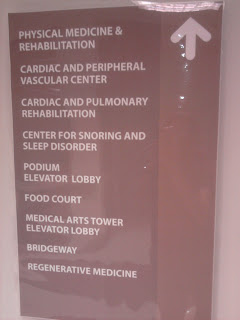 PHYSICAL MEDICINE &
REHABILITATION
CARDIAC AND PERIPHERAL
VASCULAR CENTER
CARDIAC AND PULMONARY
REHABILITATION
CENTER FOR SNORING AND
SLEEP DISORDER
PODIUM
ELEVATOR LOBBY
FOOD COURT
MEDICAL ARTS TOWER
ELEVATOR LOBBY
BRIDGEWAY
REGENERATIVE MEDICINE